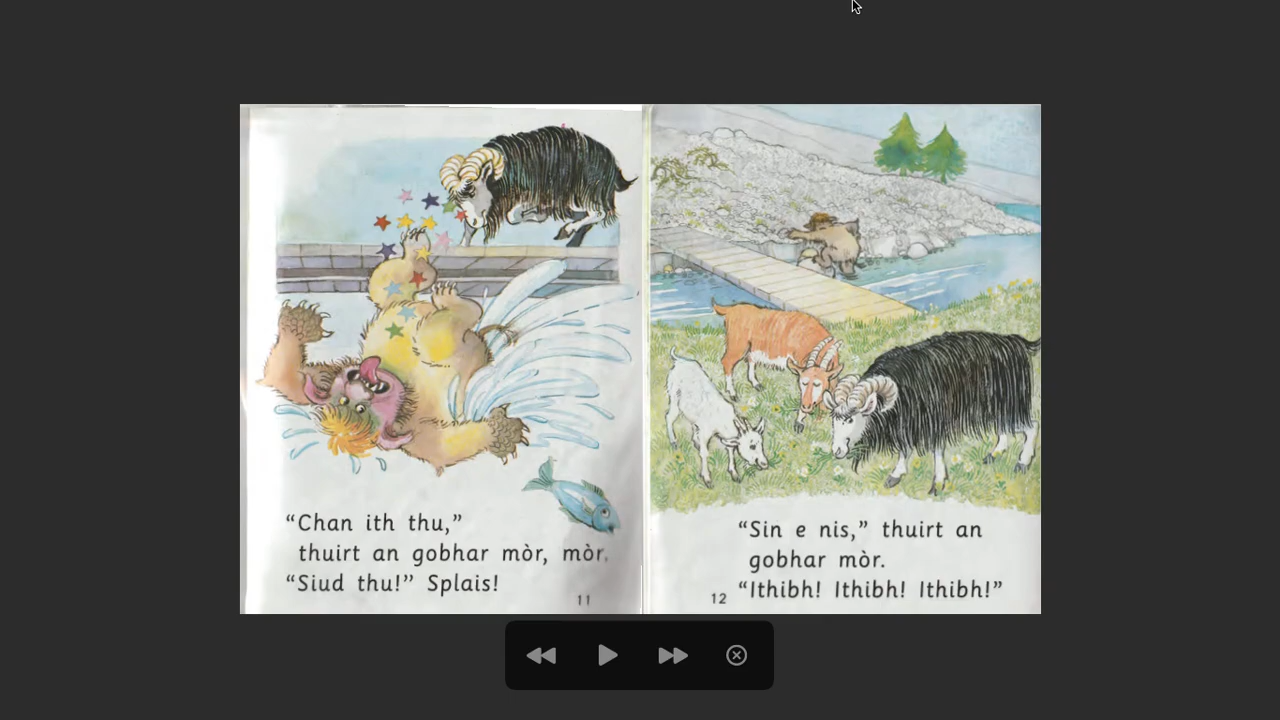 “Chan ith thu,”
thuirt an gobhar mòr, mòr.
“Siud thu!” Splais!
11
“Sin e nis,” thuirt an
gobhar mòr.
“Ithibh! Ithibh! Ithibh!”
12